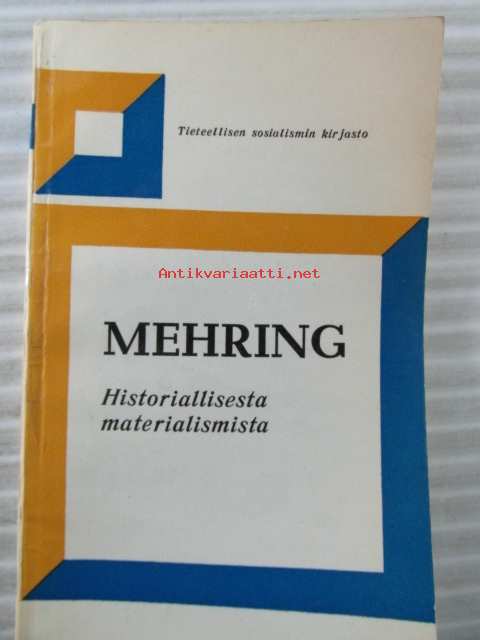 Tieteellisen sosialismin kirjasto
Antikvariaatti.net
MEHRING
Historiallisesta
materialismista